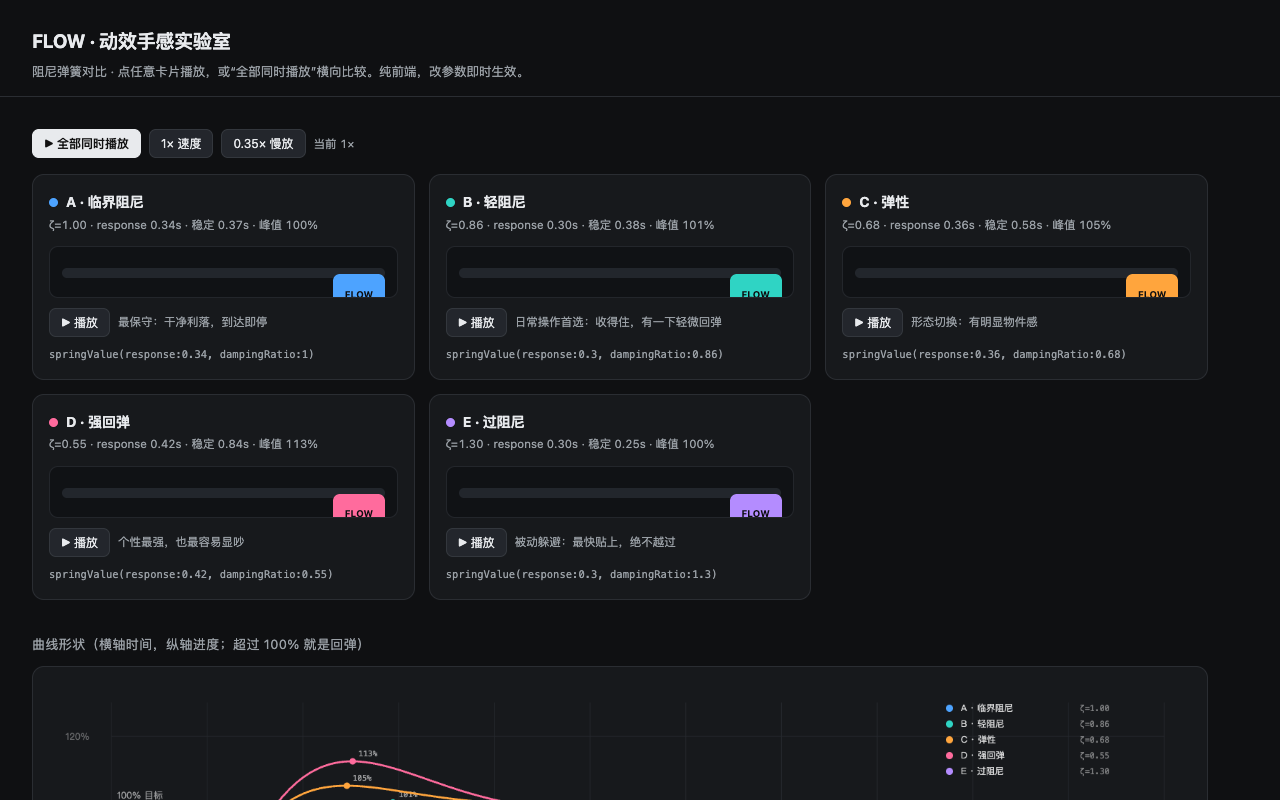 FLOW · 动效手感实验室
阻尼弹簧对比 · 点任意卡片播放，或“全部同时播放”横向比较。纯前端，改参数即时生效。
▶ 全部同时播放
1× 速度
0.35× 慢放
当前 1×
A · 临界阻尼
ζ=1.00 · response 0.34s · 稳定 0.37s · 峰值 100%
FLOW
▶ 播放
最保守：干净利落，到达即停
springValue(response:0.34, dampingRatio:1)
B · 轻阻尼
ζ=0.86 · response 0.30s · 稳定 0.38s · 峰值 101%
FLOW
▶ 播放
日常操作首选：收得住，有一下轻微回弹
springValue(response:0.3, dampingRatio:0.86)
C · 弹性
ζ=0.68 · response 0.36s · 稳定 0.58s · 峰值 105%
FLOW
▶ 播放
形态切换：有明显物件感
springValue(response:0.36, dampingRatio:0.68)
D · 强回弹
ζ=0.55 · response 0.42s · 稳定 0.84s · 峰值 113%
FLOW
▶ 播放
个性最强，也最容易显吵
springValue(response:0.42, dampingRatio:0.55)
E · 过阻尼
ζ=1.30 · response 0.30s · 稳定 0.25s · 峰值 100%
FLOW
▶ 播放
被动躲避：最快贴上，绝不越过
springValue(response:0.3, dampingRatio:1.3)
曲线形状（横轴时间，纵轴进度；超过 100% 就是回弹）
A · 临界阻尼 ζ=1.00
B · 轻阻尼 ζ=0.86
C · 弹性 ζ=0.68
D · 强回弹 ζ=0.55
E · 过阻尼 ζ=1.30
120%
113%
105%
101%
100% 目标